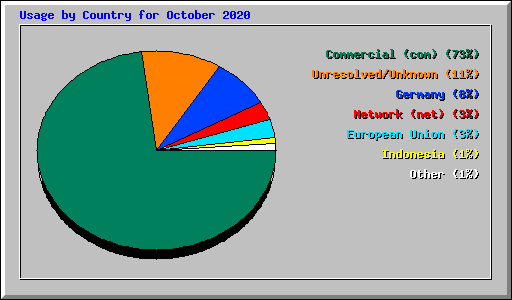 Usage by Country for October 2020
Commercial (com) (73%)
Unresolved/Unknown (11%)
Germany (8%)
Network (net) (3%)
European Union (3%)
Indonesia (1%)
Other (1%)